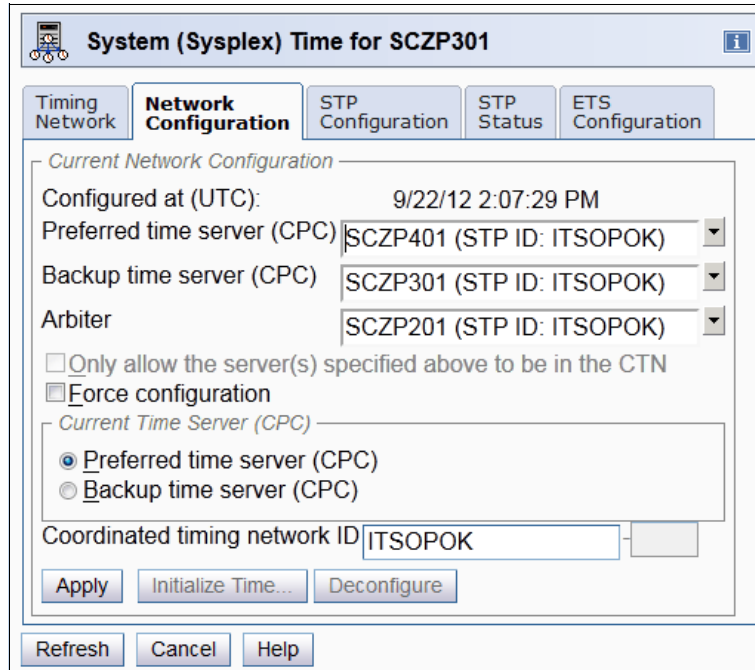 System (Sysplex) Time for SCZP301
i
Timing Network
Network Configuration
STP Configuration
STP Status
ETS Configuration
Current Network Configuration
Configured at (UTC): 9/22/12 2:07:29 PM
Preferred time server (CPC) SCZP401 (STP ID: ITSOPOK)
Backup time server (CPC) SCZP301 (STP ID: ITSOPOK)
Arbiter SCZP201 (STP ID: ITSOPOK)
Only allow the server(s) specified above to be in the CTN
Force configuration
Current Time Server (CPC)
Preferred time server (CPC)
Backup time server (CPC)
Coordinated timing network ID ITSOPOK -
Apply Initialize Time... Deconfigure
Refresh Cancel Help